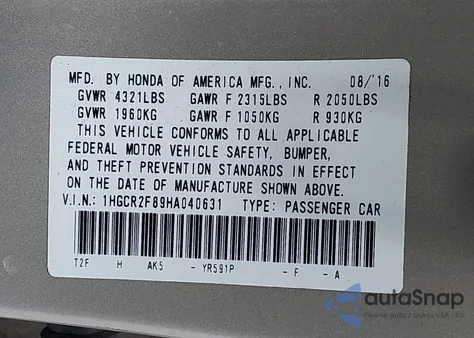 MFD. BY HONDA OF AMERICA MFG., INC. 08/'16
GVWR 4321LBS GAWR F 2315LBS R 2050LBS
GVWR 1960KG GAWR F 1050KG R 930KG
THIS VEHICLE CONFORMS TO ALL APPLICABLE
FEDERAL MOTOR VEHICLE SAFETY, BUMPER,
AND THEFT PREVENTION STANDARDS IN EFFECT
ON THE DATE OF MANUFACTURE SHOWN ABOVE.
V.I.N.: 1HGCR2F89HA040631 TYPE: PASSENGER CAR
T2F H AK5 - YR591P - F - A
autoSnap